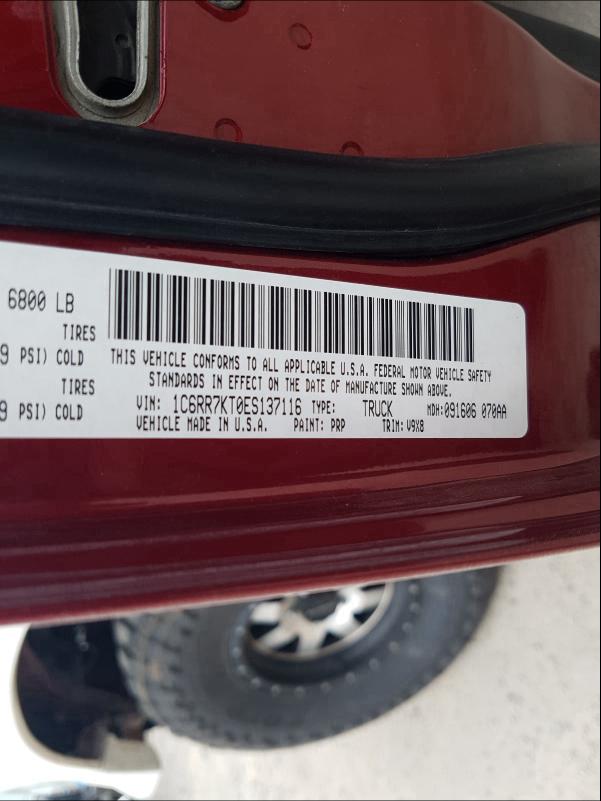 6800 LB
TIRES
9 PSI) COLD
TIRES
9 PSI) COLD
THIS VEHICLE CONFORMS TO ALL APPLICABLE U.S.A. FEDERAL MOTOR VEHICLE SAFETY
STANDARDS IN EFFECT ON THE DATE OF MANUFACTURE SHOWN ABOVE.
VIN: 1C6RR7KT0ES137116 TYPE: TRUCK MDH: 091606 070AA
VEHICLE MADE IN U.S.A. PAINT: PRP TRIM: V9X8